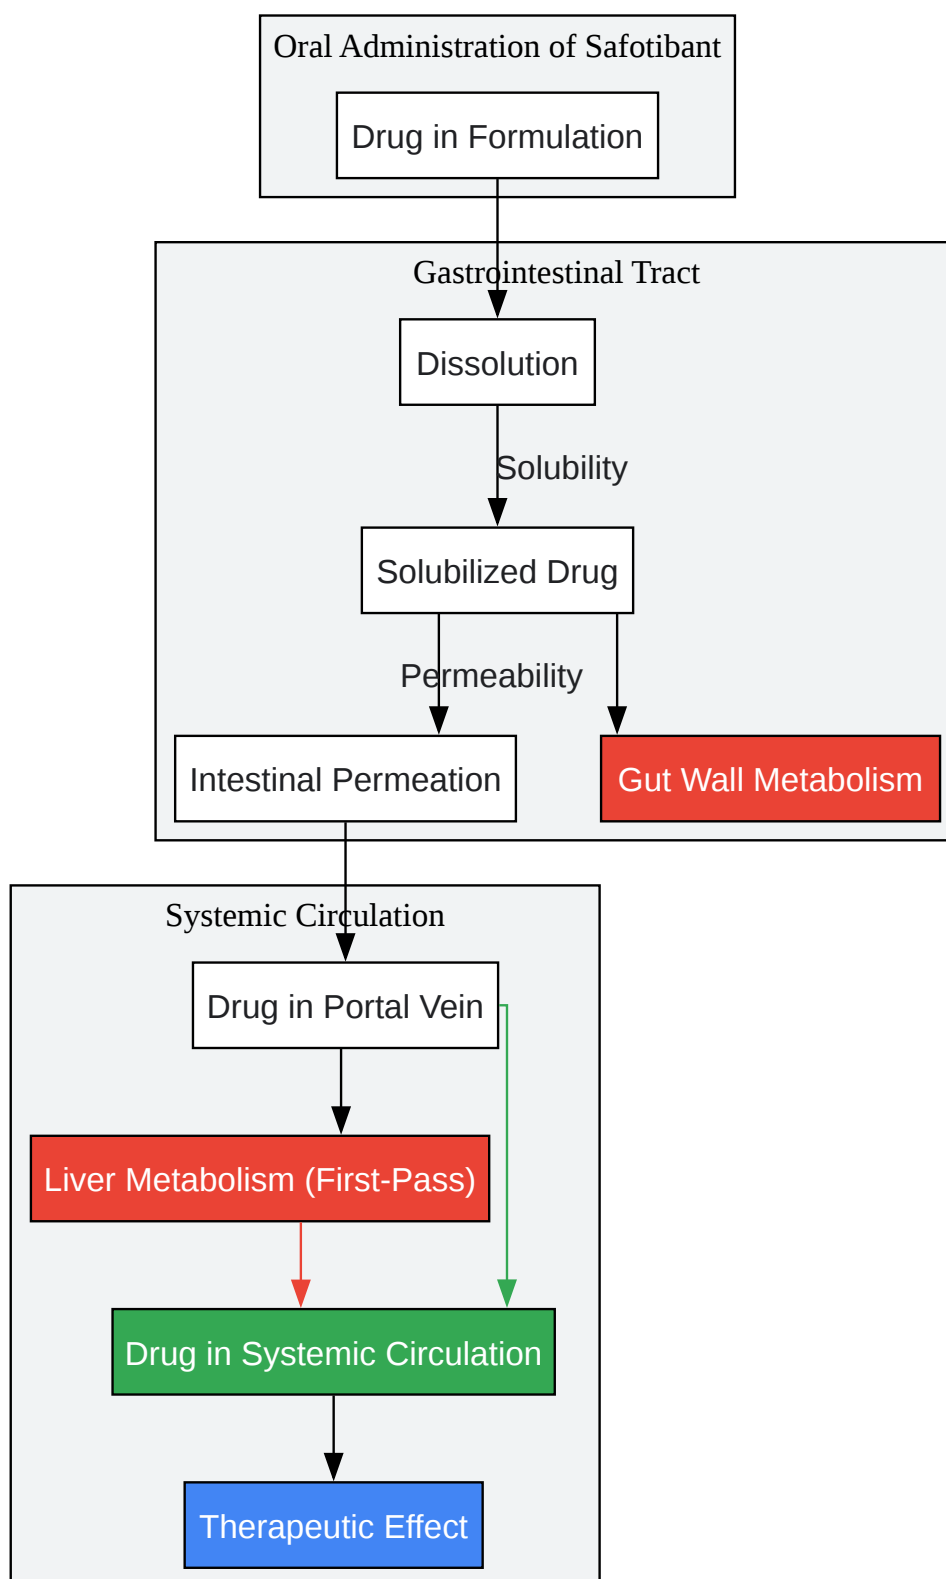 Oral Administration of Safotibant
Drug in Formulation
Gastrointestinal Tract
Dissolution
Solubility
Solubilized Drug
Permeability
Intestinal Permeation
Gut Wall Metabolism
Systemic Circulation
Drug in Portal Vein
Liver Metabolism (First-Pass)
Drug in Systemic Circulation
Therapeutic Effect